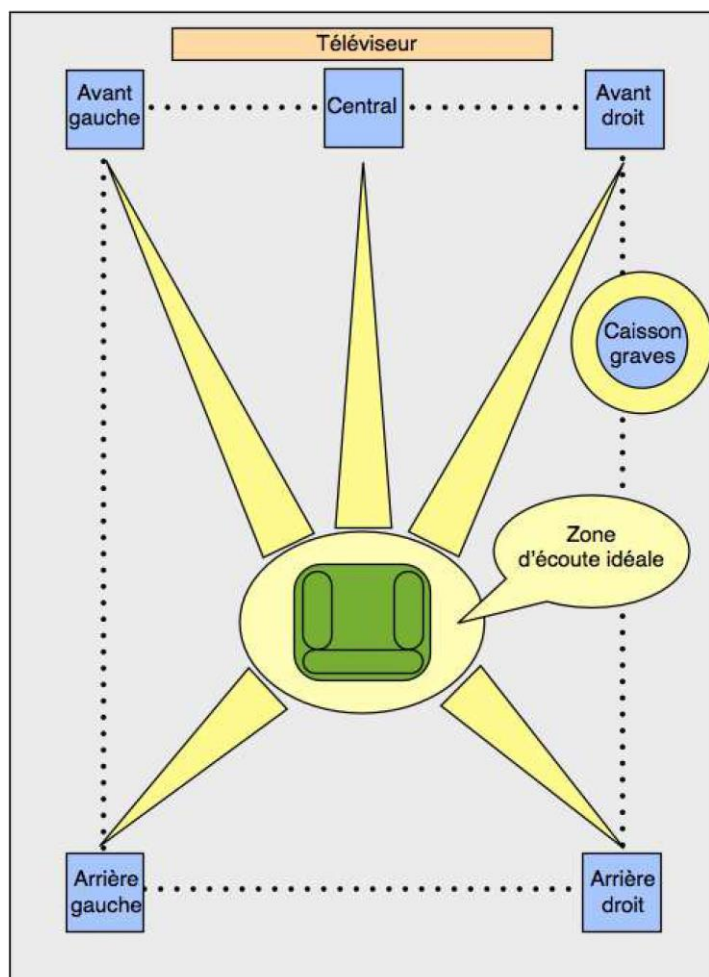 Téléviseur
Avant
gauche
Central
Avant
droit
Caisson
graves
Zone
d'écoute idéale
Arrière
gauche
Arrière
droit